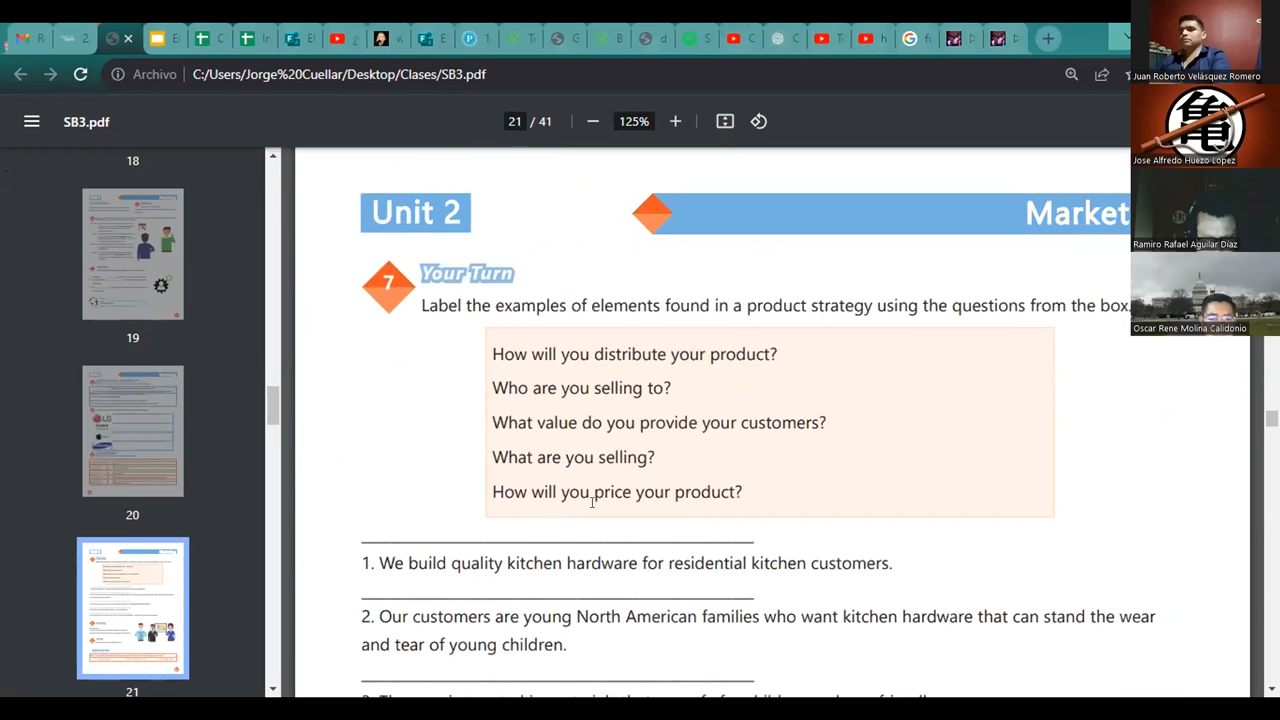 Archivo
C:/Users/Jorge%20Cuellar/Desktop/Clases/SB3.pdf
SB3.pdf
21 / 41
125%
18
19
20
21
Unit 2
Market
7
Your Turn
Label the examples of elements found in a product strategy using the questions from the box.
How will you distribute your product?
Who are you selling to?
What value do you provide your customers?
What are you selling?
How will you price your product?
1. We build quality kitchen hardware for residential kitchen customers.
2. Our customers are young North American families who want kitchen hardware that can stand the wear
and tear of young children.
Juan Roberto Velásquez Romero
亀
Jose Alfredo Huezo Lopez
Ramiro Rafael Aguilar Díaz
Oscar Rene Molina Calidonio